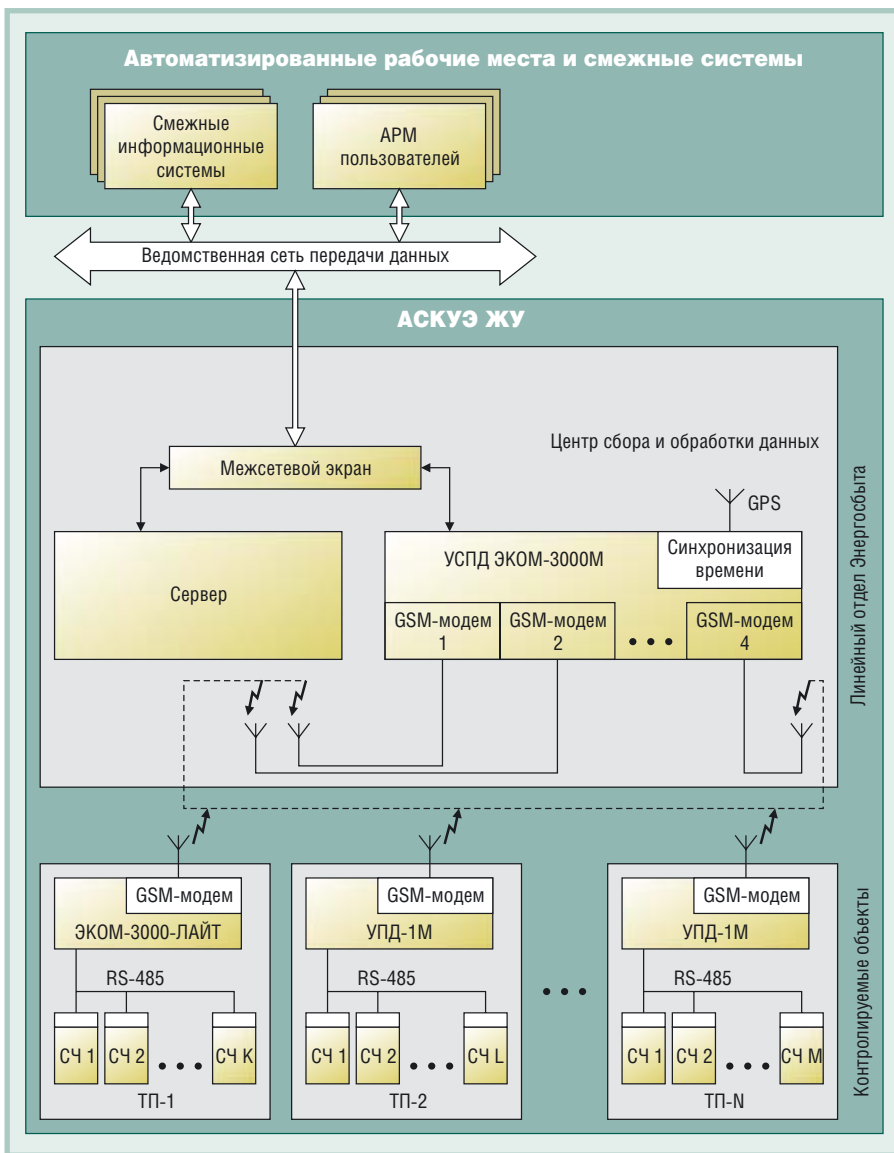 Автоматизированные рабочие места и смежные системы
Смежные
информационные
системы
АРМ
пользователей
Ведомственная сеть передачи данных
АСКУЭ ЖУ
Центр сбора и обработки данных
Межсетевой экран
GPS
Сервер
УСПД ЭКОМ-3000М
Синхронизация
времени
GSM-модем
1
GSM-модем
2
• • •
GSM-модем
4
Линейный отдел Энергосбыта
GSM-модем
ЭКОМ-3000-ЛАЙТ
RS-485
СЧ 1
СЧ 2
• • •
СЧ K
ТП-1
GSM-модем
УПД-1М
RS-485
СЧ 1
СЧ 2
• • •
СЧ L
ТП-2
• • •
GSM-модем
УПД-1М
RS-485
СЧ 1
СЧ 2
• • •
СЧ M
ТП-N
Контролируемые объекты